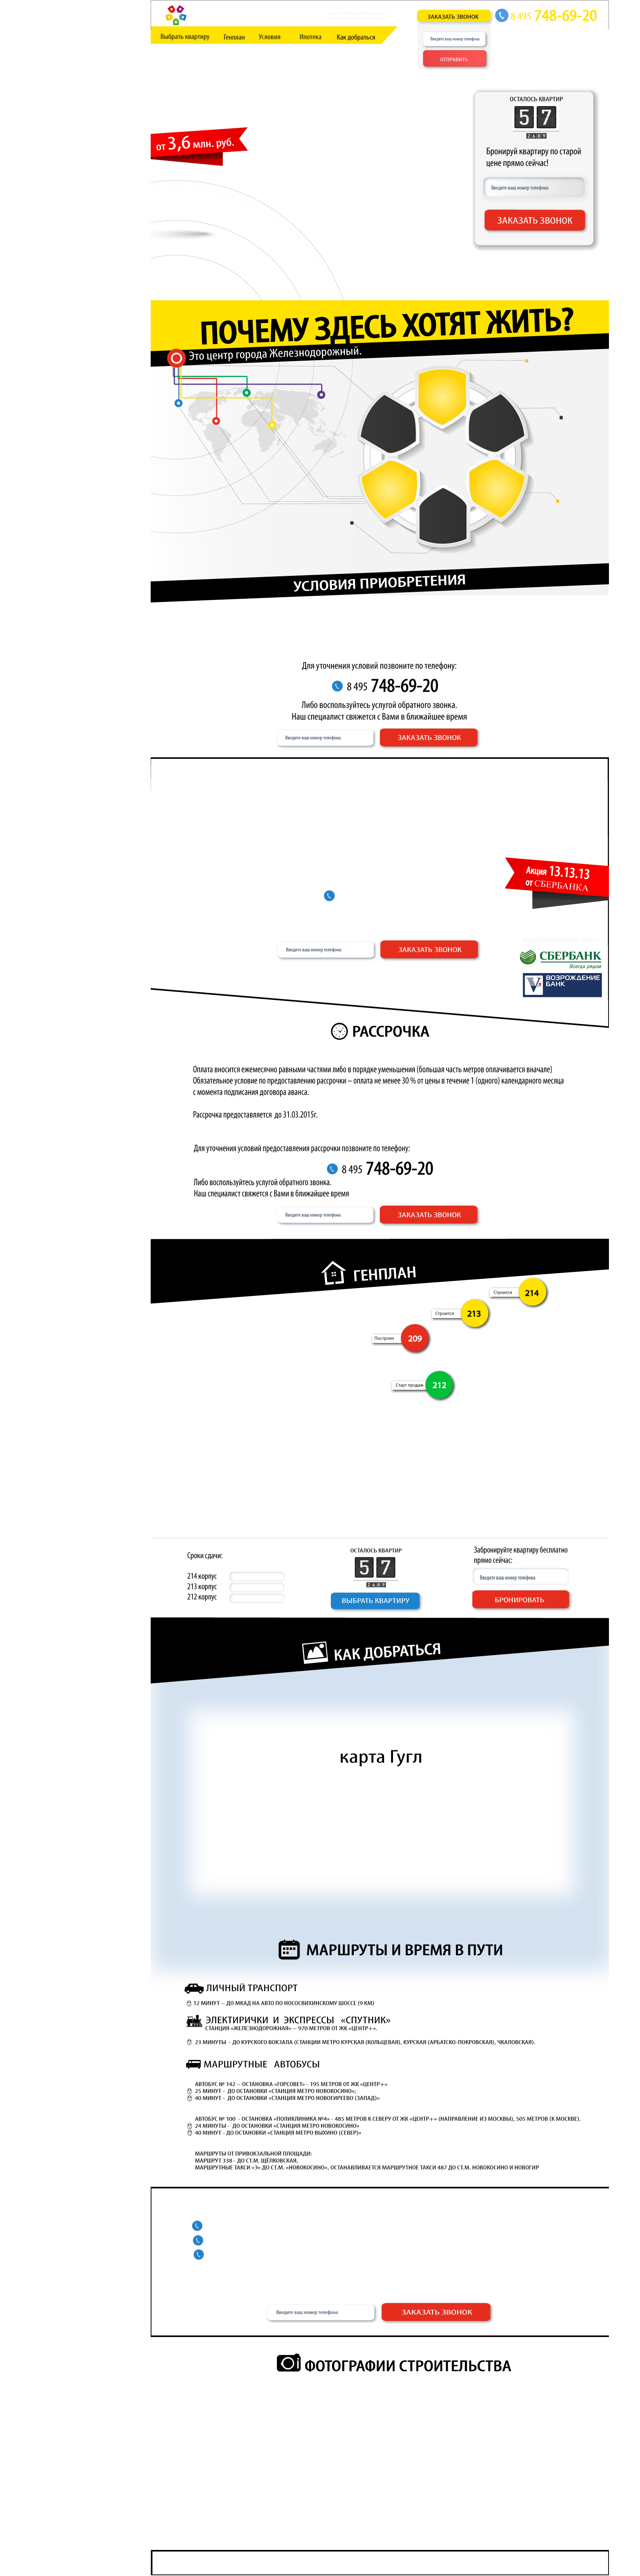 ЗАКАЗАТЬ ЗВОНОК
8 495 748-69-20
Выбрать квартиру Генплан Условия Ипотека Как добраться
Введите ваш номер телефона
ОТПРАВИТЬ
ОСТАЛОСЬ КВАРТИР
57
2689
Бронируй квартиру по старой
цене прямо сейчас!
Введите ваш номер телефона
ЗАКАЗАТЬ ЗВОНОК
от 3,6 млн. руб.
ПОЧЕМУ ЗДЕСЬ ХОТЯТ ЖИТЬ?
Это центр города Железнодорожный.
УСЛОВИЯ ПРИОБРЕТЕНИЯ
Для уточнения условий позвоните по телефону:
8 495 748-69-20
Либо воспользуйтесь услугой обратного звонка.
Наш специалист свяжется с Вами в ближайшее время
Введите ваш номер телефона
ЗАКАЗАТЬ ЗВОНОК
Акция 13.13.13
от СБЕРБАНКА
Введите ваш номер телефона
ЗАКАЗАТЬ ЗВОНОК
СБЕРБАНК
Всегда рядом
ВОЗРОЖДЕНИЕ
БАНК
РАССРОЧКА
Оплата вносится ежемесячно равными частями либо в порядке уменьшения (большая часть метров оплачивается вначале)
Обязательное условие по предоставлению рассрочки – оплата не менее 30 % от цены в течение 1 (одного) календарного месяца
с момента подписания договора аванса.
Рассрочка предоставляется до 31.03.2015г.
Для уточнения условий предоставления рассрочки позвоните по телефону:
8 495 748-69-20
Либо воспользуйтесь услугой обратного звонка.
Наш специалист свяжется с Вами в ближайшее время
Введите ваш номер телефона
ЗАКАЗАТЬ ЗВОНОК
ГЕНПЛАН
Строится 214
Строится 213
Построен 209
Старт продаж 212
Сроки сдачи:
214 корпус
213 корпус
212 корпус
ОСТАЛОСЬ КВАРТИР
57
2689
ВЫБРАТЬ КВАРТИРУ
Забронируйте квартиру бесплатно
прямо сейчас:
Введите ваш номер телефона
БРОНИРОВАТЬ
КАК ДОБРАТЬСЯ
карта Гугл
МАРШРУТЫ И ВРЕМЯ В ПУТИ
ЛИЧНЫЙ ТРАНСПОРТ
12 МИНУТ – ДО МКАД НА АВТО ПО НОСОВИХИНСКОМУ ШОССЕ (9 КМ)
ЭЛЕКТИРИЧКИ И ЭКСПРЕССЫ «СПУТНИК»
СТАНЦИЯ «ЖЕЛЕЗНОДОРОЖНАЯ» – 970 МЕТРОВ ОТ ЖК «ЦЕНТР+».
23 МИНУТЫ - ДО КУРСКОГО ВОКЗАЛА (СТАНЦИИ МЕТРО КУРСКАЯ (КОЛЬЦЕВАЯ), КУРСКАЯ (АРБАТСКО-ПОКРОВСКАЯ), ЧКАЛОВСКАЯ).
МАРШРУТНЫЕ АВТОБУСЫ
АВТОБУС № 142 – ОСТАНОВКА «ГОРСОВЕТ» - 195 МЕТРОВ ОТ ЖК «ЦЕНТР+»
25 МИНУТ - ДО ОСТАНОВКИ «СТАНЦИЯ МЕТРО НОВОКОСИНО»;
40 МИНУТ - ДО ОСТАНОВКИ «СТАНЦИЯ МЕТРО НОВОГИРЕЕВО (ЗАПАД)»
АВТОБУС № 100 - ОСТАНОВКА «ПОЛИКЛИНИКА №4» - 485 МЕТРОВ К СЕВЕРУ ОТ ЖК «ЦЕНТР+» (НАПРАВЛЕНИЕ ИЗ МОСКВЫ), 505 МЕТРОВ (К МОСКВЕ).
24 МИНУТЫ - ДО ОСТАНОВКИ «СТАНЦИЯ МЕТРО НОВОКОСИНО»
40 МИНУТ - ДО ОСТАНОВКИ «СТАНЦИЯ МЕТРО ВЫХИНО (СЕВЕР)»
МАРШРУТЫ ОТ ПРИВОКЗАЛЬНОЙ ПЛОЩАДИ:
МАРШРУТ 338 - ДО СТ.М. ЩЁЛКОВСКАЯ,
МАРШРУТНЫЕ ТАКСИ «Э» ДО СТ.М. «НОВОКОСИНО», ОСТАНАВЛИВАЕТСЯ МАРШРУТНОЕ ТАКСИ 487 ДО СТ.М. НОВОКОСИНО И НОВОГИР
Введите ваш номер телефона
ЗАКАЗАТЬ ЗВОНОК
ФОТОГРАФИИ СТРОИТЕЛЬСТВА